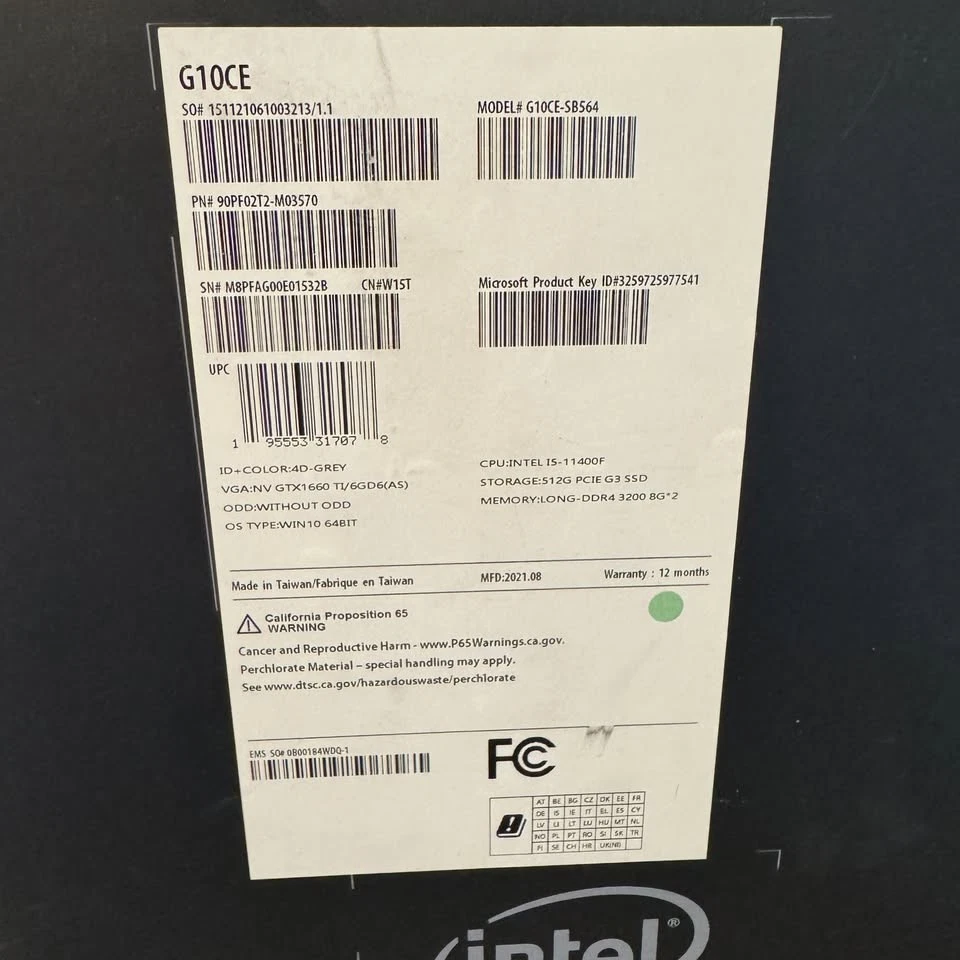 G10CE
SO# 151121061003213/1.1
MODEL# G10CE-SB564
PN# 90PF02T2-M03570
SN# M8PFAG00E01532B CN#W15T
Microsoft Product Key ID#3259725977541
UPC
1 95553 31707 8
ID+COLOR:4D-GREY
VGA:NV GTX1660 TI/6GD6(AS)
ODD:WITHOUT ODD
OS TYPE:WIN10 64BIT
CPU:INTEL I5-11400F
STORAGE:512G PCIE G3 SSD
MEMORY:LONG-DDR4 3200 8G*2
Made in Taiwan/Fabrique en Taiwan MFD:2021.08 Warranty : 12 months
California Proposition 65
WARNING
Cancer and Reproductive Harm - www.P65Warnings.ca.gov.
Perchlorate Material – special handling may apply.
See www.dtsc.ca.gov/hazardouswaste/perchlorate
EMS SO# 0B00184WDQ-1
FC
AT BE BG CZ DK EE FR
DE IS IE IT EL ES CY
LV LI LT LU HU MT NL
NO PL PT RO SI SK TR
FI SE CH HR UK(NI)
intel®